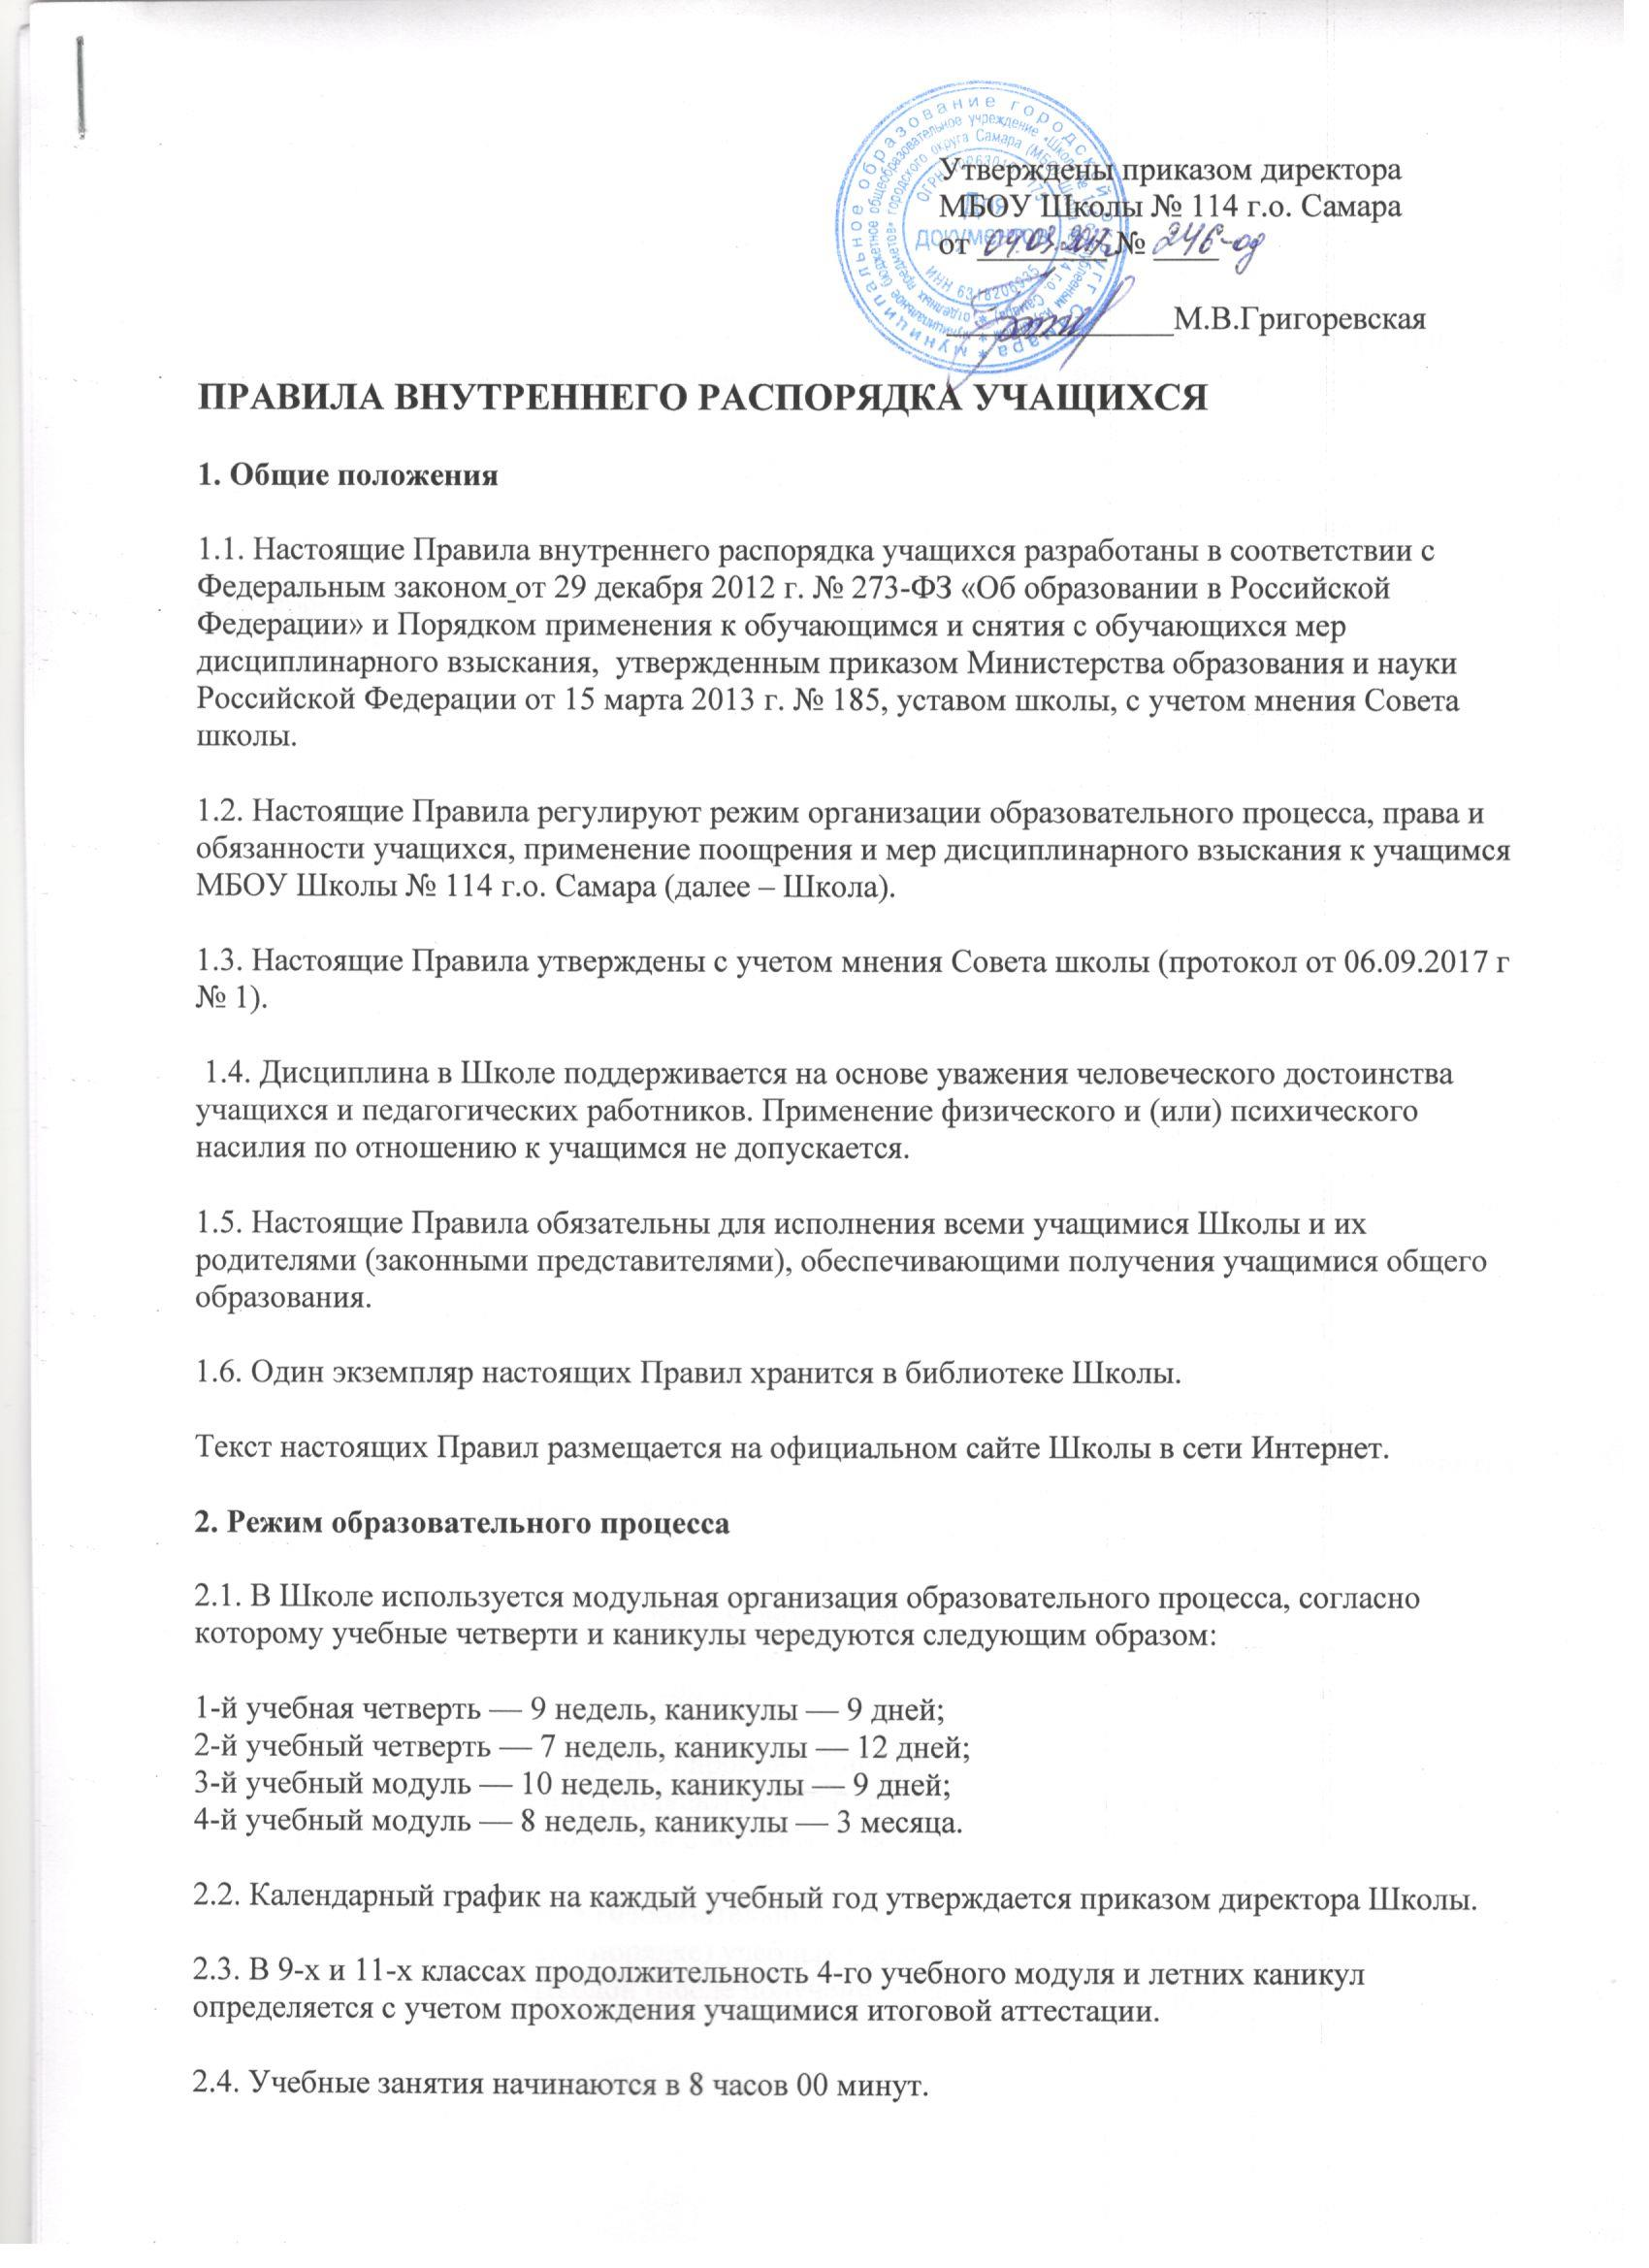 муниципальное образование городской округ Самара
Для
документов
ИНН 6318206935
Утверждены приказом директора
МБОУ Школы № 114 г.о. Самара
от № 246-од
М.В.Григоревская
ПРАВИЛА ВНУТРЕННЕГО РАСПОРЯДКА УЧАЩИХСЯ
1. Общие положения
1.1. Настоящие Правила внутреннего распорядка учащихся разработаны в соответствии с
Федеральным законом от 29 декабря 2012 г. № 273-ФЗ «Об образовании в Российской
Федерации» и Порядком применения к обучающимся и снятия с обучающихся мер
дисциплинарного взыскания, утвержденным приказом Министерства образования и науки
Российской Федерации от 15 марта 2013 г. № 185, уставом школы, с учетом мнения Совета
школы.
1.2. Настоящие Правила регулируют режим организации образовательного процесса, права и
обязанности учащихся, применение поощрения и мер дисциплинарного взыскания к учащимся
МБОУ Школы № 114 г.о. Самара (далее – Школа).
1.3. Настоящие Правила утверждены с учетом мнения Совета школы (протокол от 06.09.2017 г
№ 1).
1.4. Дисциплина в Школе поддерживается на основе уважения человеческого достоинства
учащихся и педагогических работников. Применение физического и (или) психического
насилия по отношению к учащимся не допускается.
1.5. Настоящие Правила обязательны для исполнения всеми учащимися Школы и их
родителями (законными представителями), обеспечивающими получения учащимися общего
образования.
1.6. Один экземпляр настоящих Правил хранится в библиотеке Школы.
Текст настоящих Правил размещается на официальном сайте Школы в сети Интернет.
2. Режим образовательного процесса
2.1. В Школе используется модульная организация образовательного процесса, согласно
которому учебные четверти и каникулы чередуются следующим образом:
1-й учебная четверть — 9 недель, каникулы — 9 дней;
2-й учебный четверть — 7 недель, каникулы — 12 дней;
3-й учебный модуль — 10 недель, каникулы — 9 дней;
4-й учебный модуль — 8 недель, каникулы — 3 месяца.
2.2. Календарный график на каждый учебный год утверждается приказом директора Школы.
2.3. В 9-х и 11-х классах продолжительность 4-го учебного модуля и летних каникул
определяется с учетом прохождения учащимися итоговой аттестации.
2.4. Учебные занятия начинаются в 8 часов 00 минут.